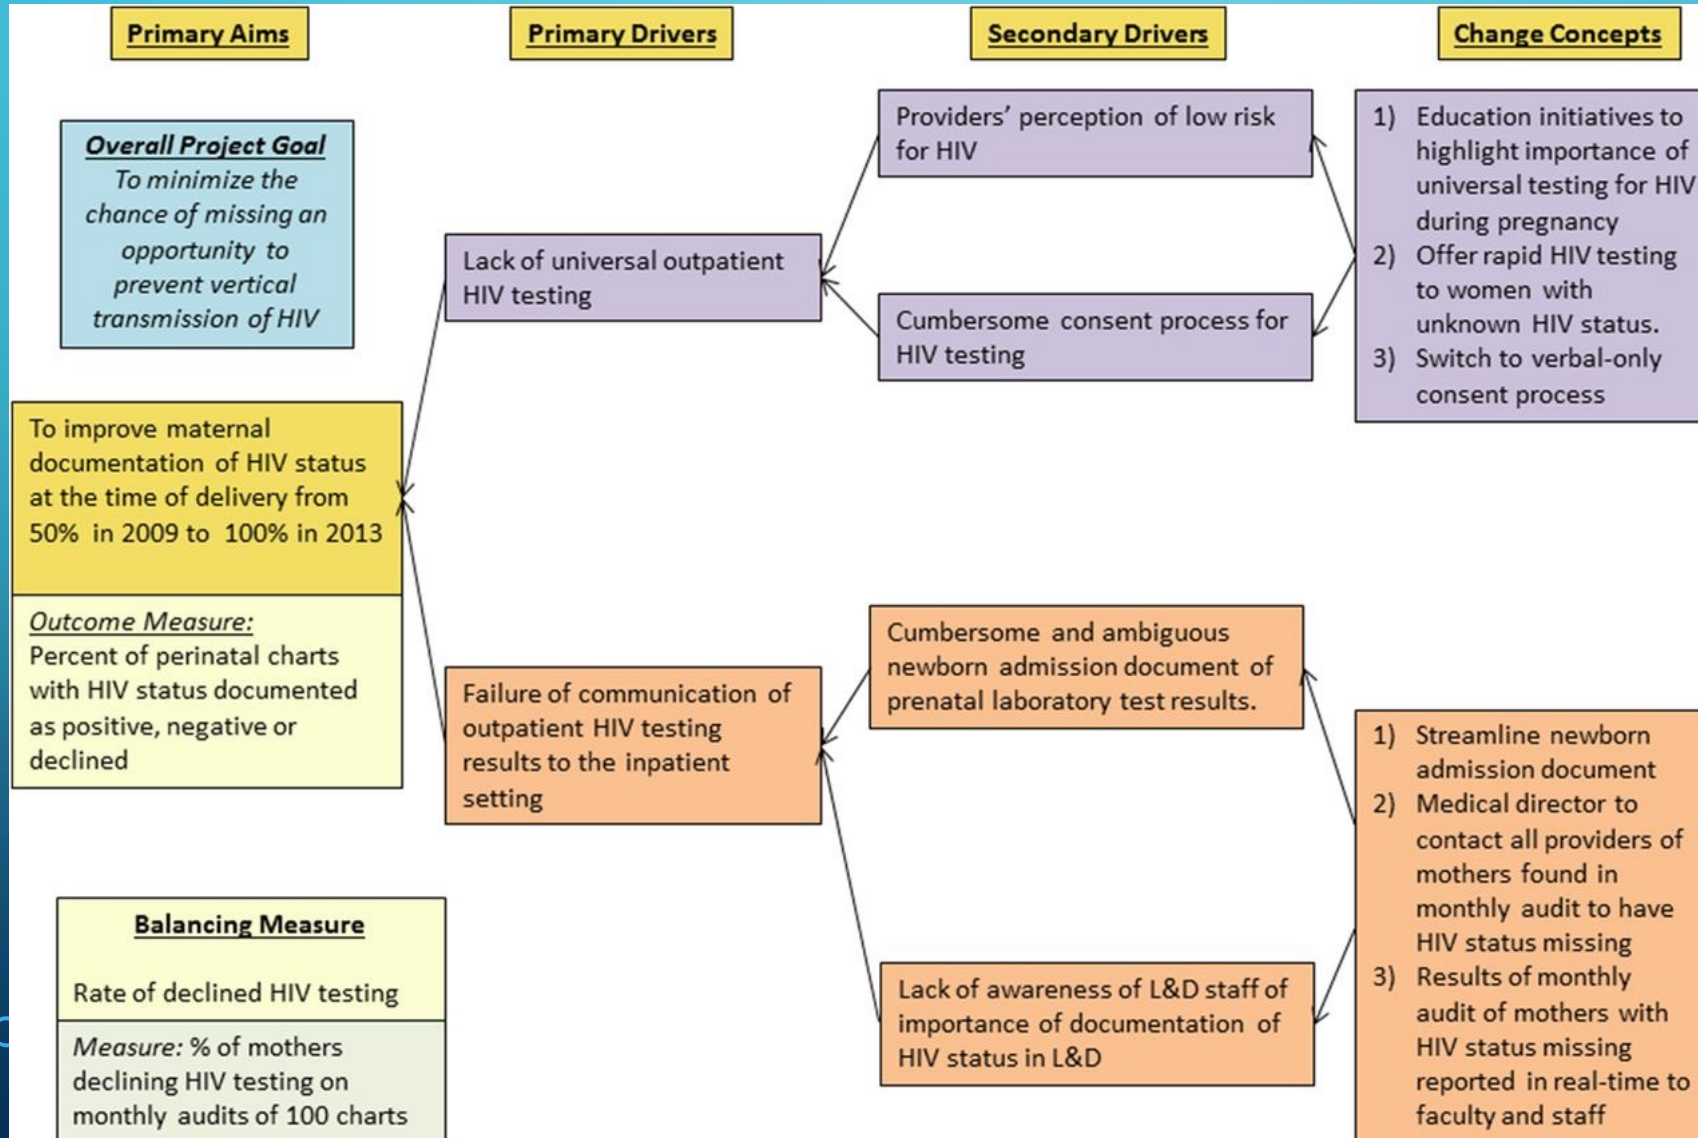 Primary Aims
Primary Drivers
Secondary Drivers
Change Concepts
Overall Project Goal
To minimize the
chance of missing an
opportunity to
prevent vertical
transmission of HIV
To improve maternal
documentation of HIV status
at the time of delivery from
50% in 2009 to 100% in 2013
Outcome Measure:
Percent of perinatal charts
with HIV status documented
as positive, negative or
declined
Balancing Measure
Rate of declined HIV testing
Measure: % of mothers
declining HIV testing on
monthly audits of 100 charts
Lack of universal outpatient
HIV testing
Failure of communication of
outpatient HIV testing
results to the inpatient
setting
Providers’ perception of low risk
for HIV
Cumbersome consent process for
HIV testing
Cumbersome and ambiguous
newborn admission document of
prenatal laboratory test results.
Lack of awareness of L&D staff of
importance of documentation of
HIV status in L&D
1) Education initiatives to
highlight importance of
universal testing for HIV
during pregnancy
2) Offer rapid HIV testing
to women with
unknown HIV status.
3) Switch to verbal-only
consent process
1) Streamline newborn
admission document
2) Medical director to
contact all providers of
mothers found in
monthly audit to have
HIV status missing
3) Results of monthly
audit of mothers with
HIV status missing
reported in real-time to
faculty and staff